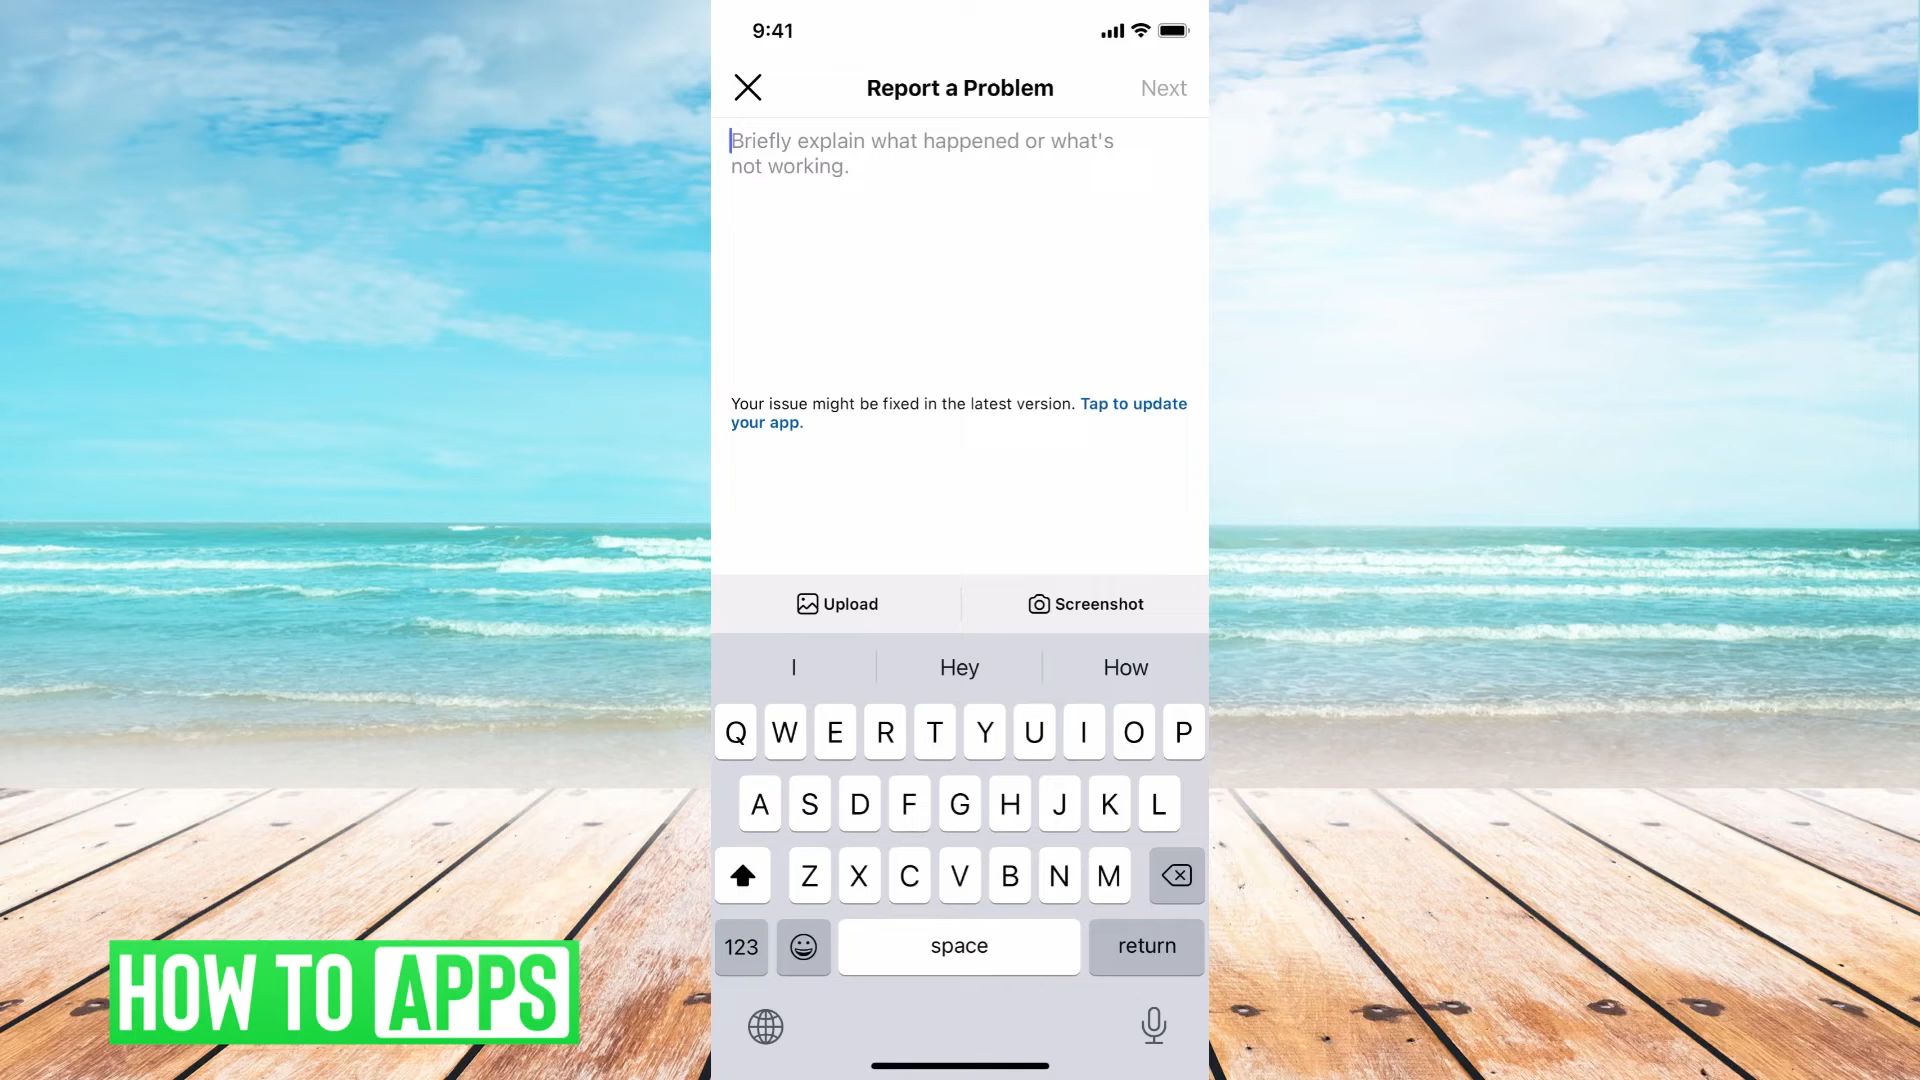 9:41
Report a Problem
Next
Briefly explain what happened or what's
not working.
Your issue might be fixed in the latest version. Tap to update
your app.
Upload
Screenshot
I
Hey
How
Q W E R T Y U I O P
A S D F G H J K L
Z X C V B N M
123
space
return
HOW TO APPS